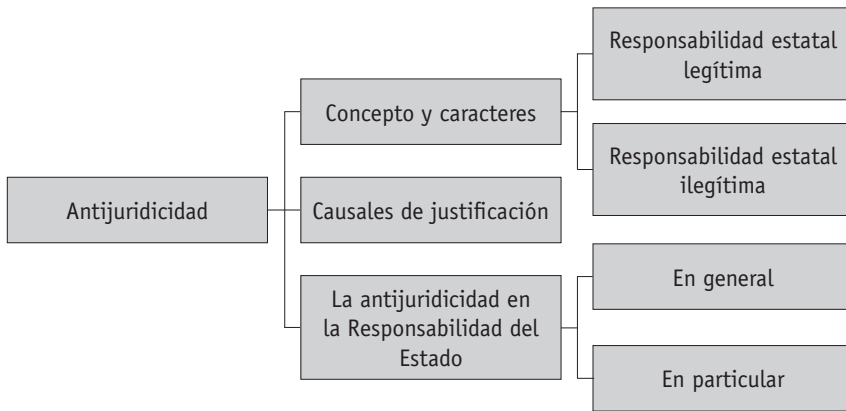 Antijuridicidad
Concepto y caracteres
Responsabilidad estatal
legítima
Responsabilidad estatal
ilegítima
Causales de justificación
La antijuridicidad en
la Responsabilidad del
Estado
En general
En particular